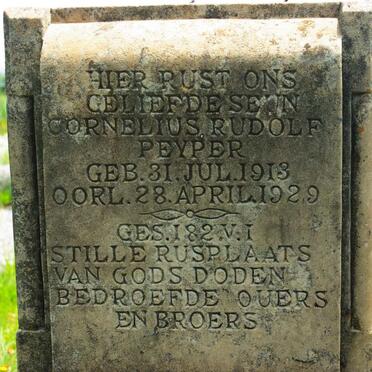 HIER RUST ONS
GELIEFDE SEUN
CORNELIUS RUDOLF
PEYPER
GEB. 31. JUL. 1913
OORL. 28. APRIL. 1929
GES. 182. V. 1
STILLE RUSPLAATS
VAN GODS D'ODEN
BEDROEFDE OUERS
EN BROERS